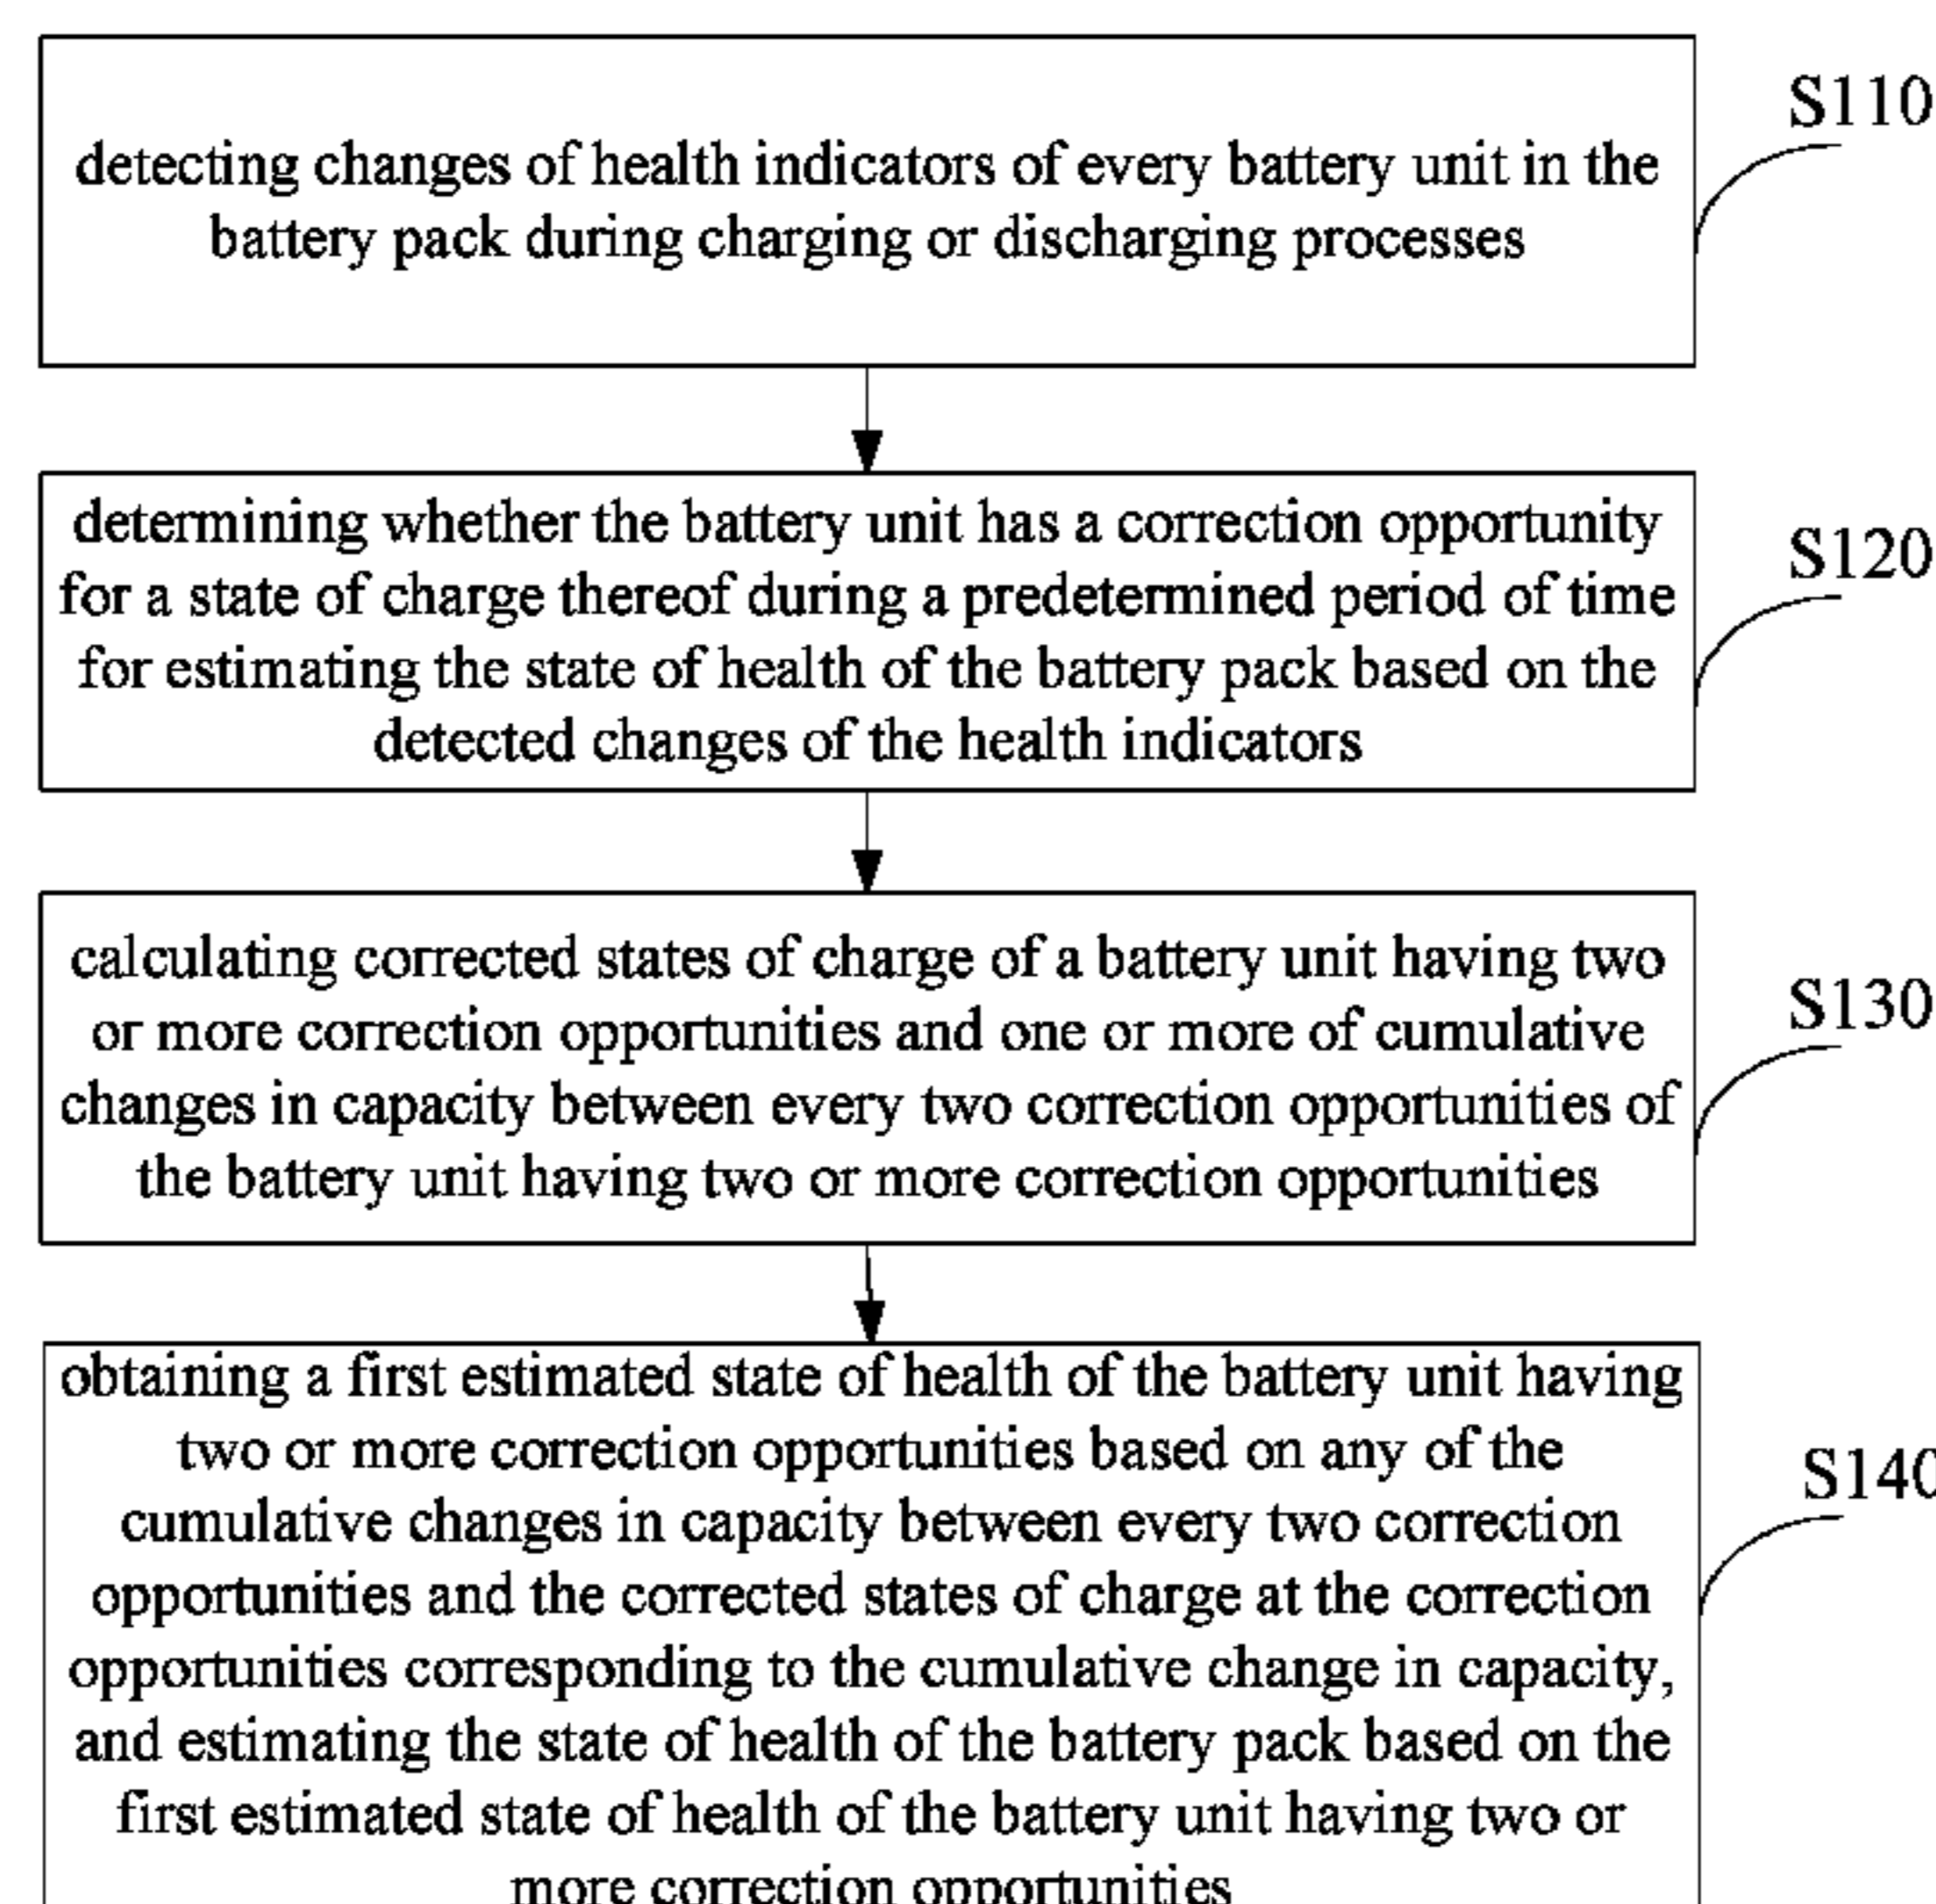 S110
detecting changes of health indicators of every battery unit in the
battery pack during charging or discharging processes
determining whether the battery unit has a correction opportunity
S120
for a state of charge thereof during a predetermined period of time
for estimating the state of health of the battery pack based on the
detected changes of the health indicators
calculating corrected states of charge of a battery unit having two
S130
or more correction opportunities and one or more of cumulative
changes in capacity between every two correction opportunities of
the battery unit having two or more correction opportunities
obtaining a first estimated state of health of the battery unit having
two or more correction opportunities based on any of the
S140
cumulative changes in capacity between every two correction
opportunities and the corrected states of charge at the correction
opportunities corresponding to the cumulative change in capacity,
and estimating the state of health of the battery pack based on the
first estimated state of health of the battery unit having two or
more correction opportunities